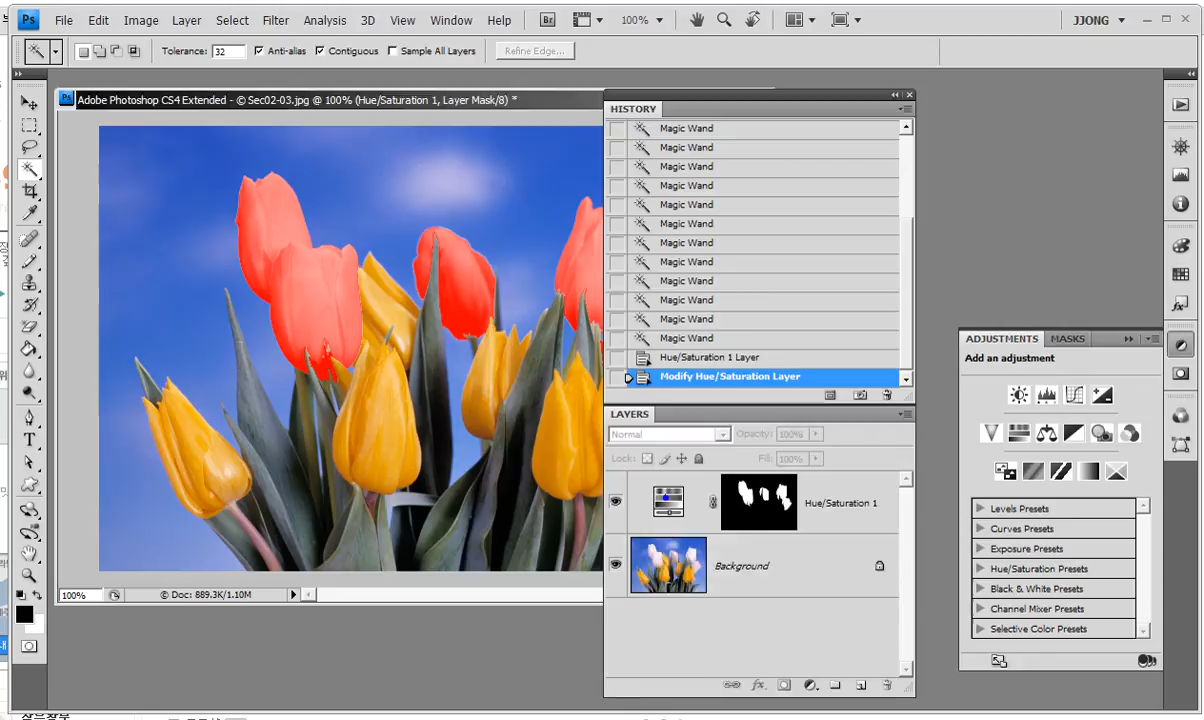 Ps File Edit Image Layer Select Filter Analysis 3D View Window Help Br 100% JJONG
Tolerance: 32 Anti-alias Contiguous Sample All Layers Refine Edge...
Ps Adobe Photoshop CS4 Extended - © Sec02-03.jpg @ 100% (Hue/Saturation 1, Layer Mask/8) *
HISTORY
Magic Wand
Magic Wand
Magic Wand
Magic Wand
Magic Wand
Magic Wand
Magic Wand
Magic Wand
Magic Wand
Magic Wand
Magic Wand
Magic Wand
Hue/Saturation 1 Layer
Modify Hue/Saturation Layer
LAYERS
Normal Opacity: 100%
Lock: Fill: 100%
Hue/Saturation 1
Background
fx
100% © Doc: 889.3K/1.10M
ADJUSTMENTS MASKS
Add an adjustment
Levels Presets
Curves Presets
Exposure Presets
Hue/Saturation Presets
Black & White Presets
Channel Mixer Presets
Selective Color Presets